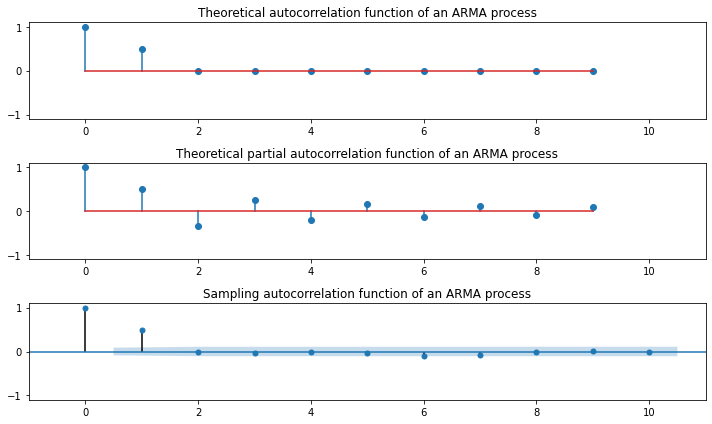 Theoretical autocorrelation function of an ARMA process
1
0
−1
0 2 4 6 8 10
Theoretical partial autocorrelation function of an ARMA process
1
0
−1
0 2 4 6 8 10
Sampling autocorrelation function of an ARMA process
1
0
−1
0 2 4 6 8 10